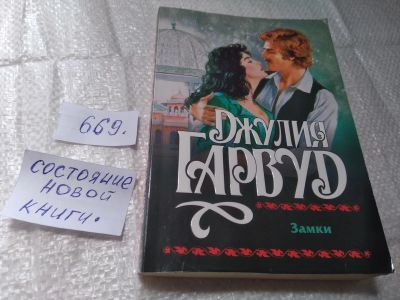 669.
СОСТОЯНИЕ
НОВОЙ
КНИГИ.
ДЖУЛИЯ
ГАРВУД
Замки